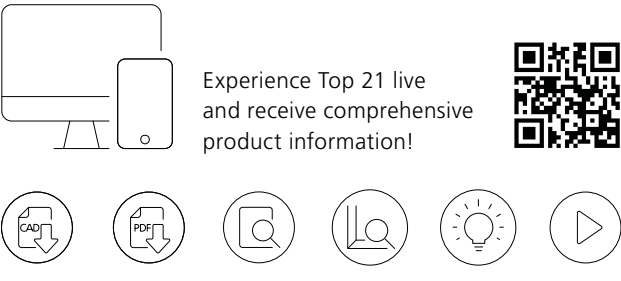 Experience Top 21 live
and receive comprehensive
product information!
CAD
PDF